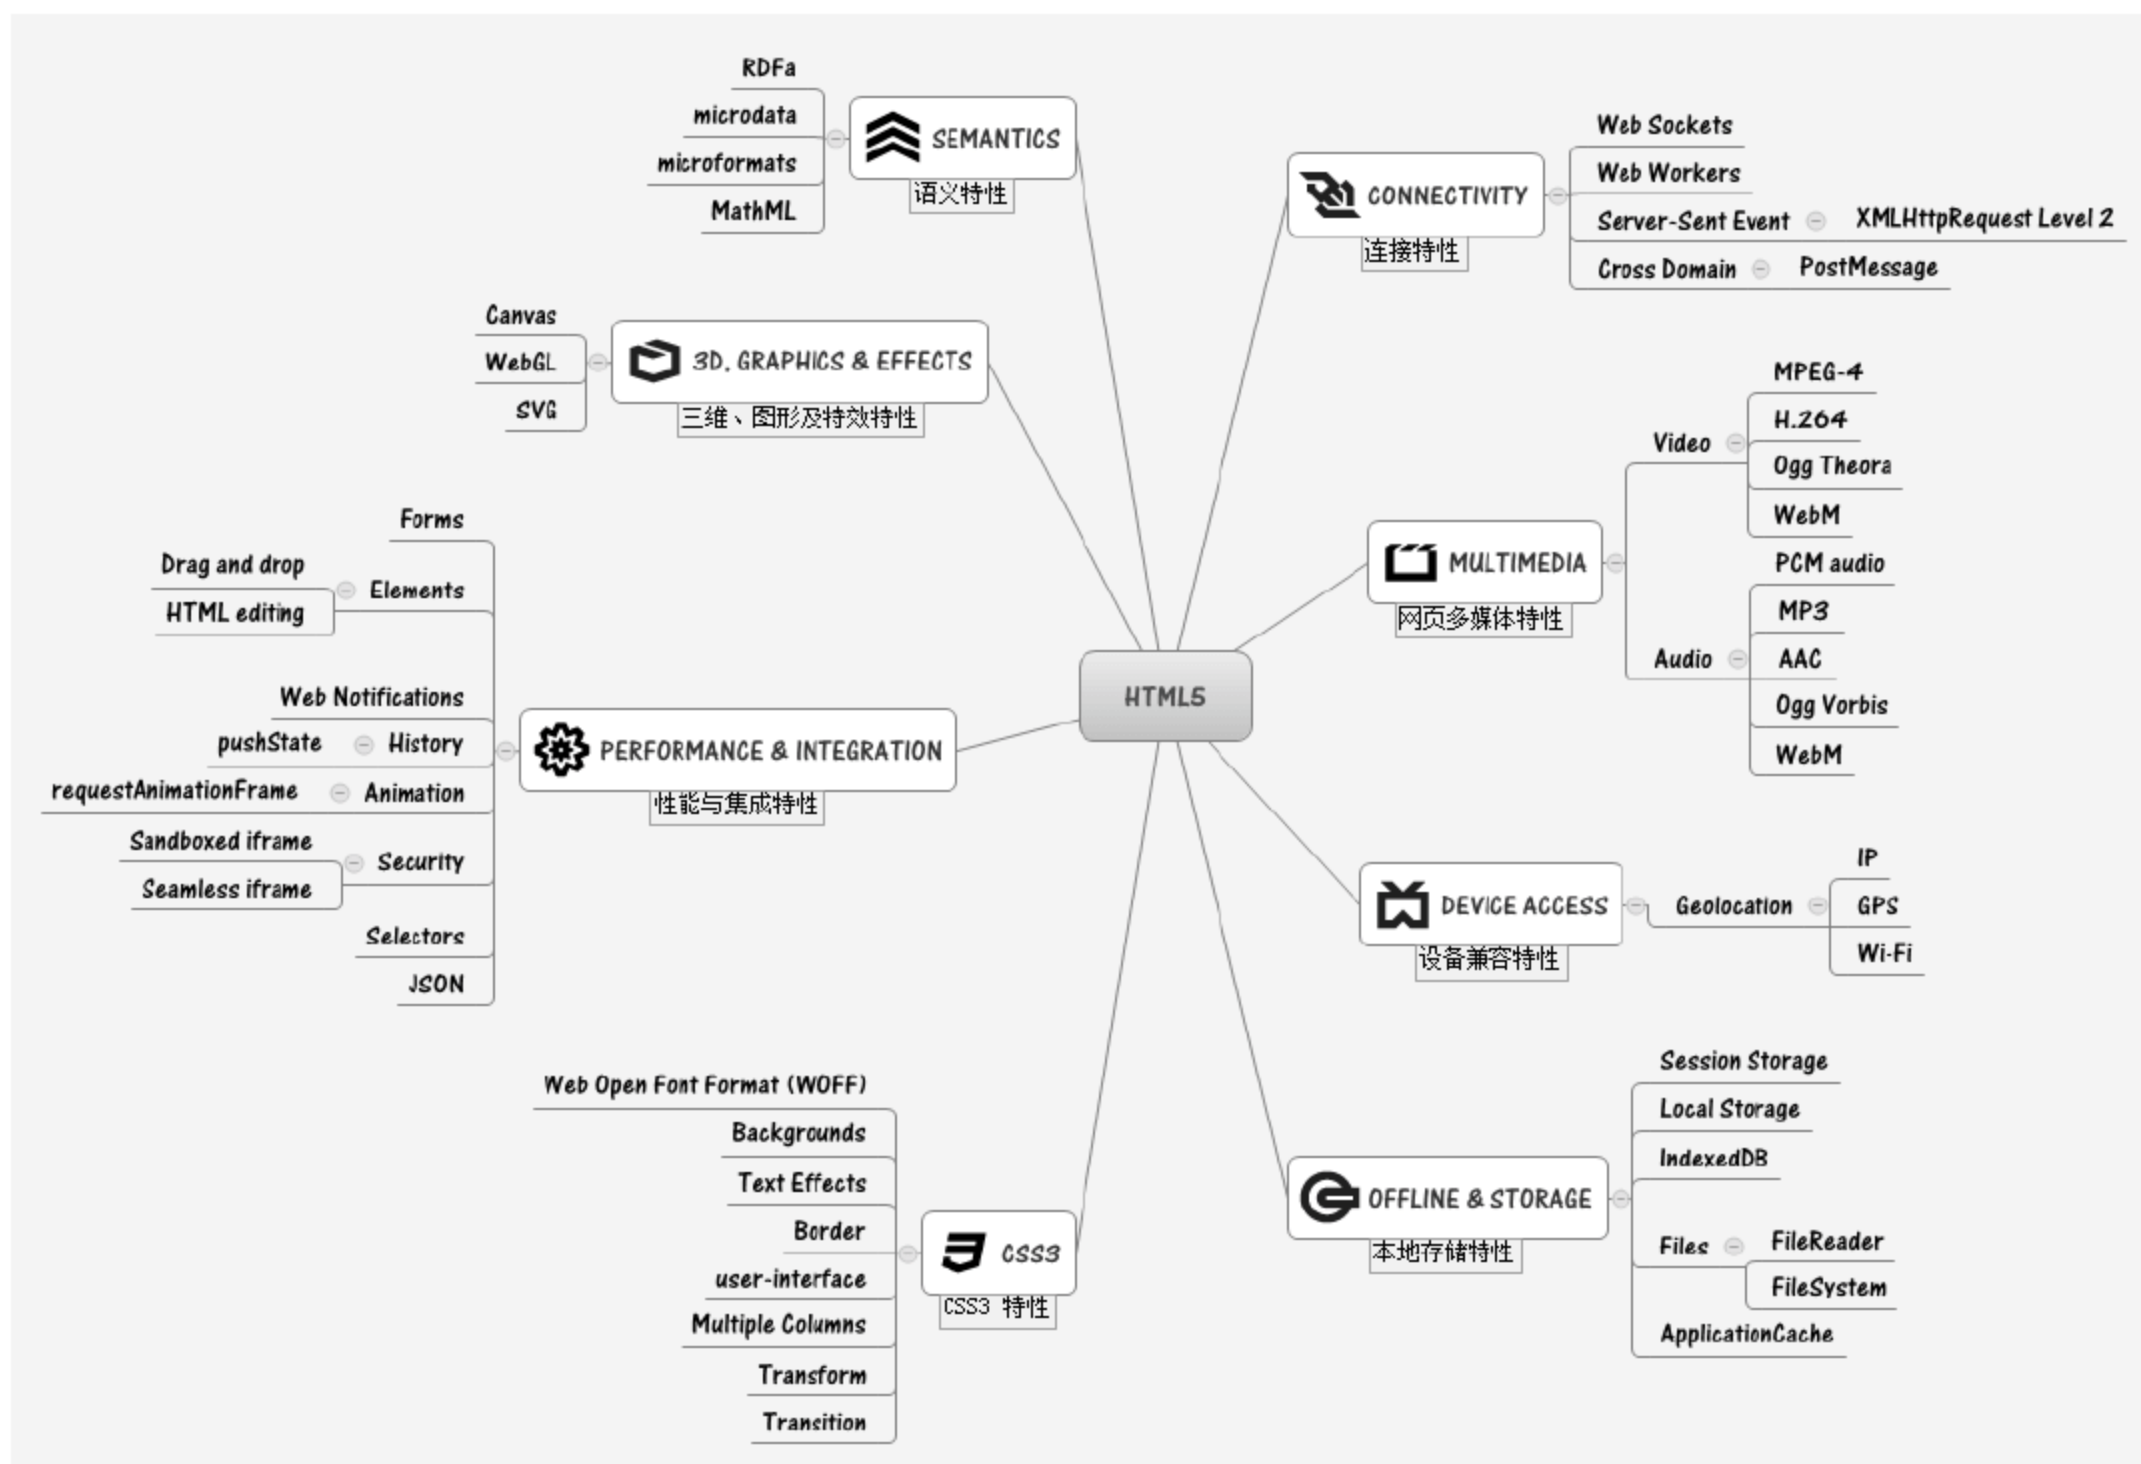 RDFa
microdata
microformats
MathML
SEMANTICS
语义特性
Canvas
WebGL
SVG
3D, GRAPHICS & EFFECTS
三维、图形及特效特性
Forms
Drag and drop
HTML editing
Elements
Web Notifications
pushState
History
requestAnimationFrame
Animation
Sandboxed iframe
Seamless iframe
Security
Selectors
JSON
PERFORMANCE & INTEGRATION
性能与集成特性
Web Open Font Format (WOFF)
Backgrounds
Text Effects
Border
user-interface
Multiple Columns
Transform
Transition
CSS3
CSS3 特性
HTML5
CONNECTIVITY
连接特性
Web Sockets
Web Workers
Server-Sent Event
XMLHttpRequest Level 2
Cross Domain
PostMessage
MULTIMEDIA
网页多媒体特性
Video
MPEG-4
H.264
Ogg Theora
WebM
Audio
PCM audio
MP3
AAC
Ogg Vorbis
WebM
DEVICE ACCESS
设备兼容特性
Geolocation
IP
GPS
Wi-Fi
OFFLINE & STORAGE
本地存储特性
Session Storage
Local Storage
IndexedDB
Files
FileReader
FileSystem
ApplicationCache